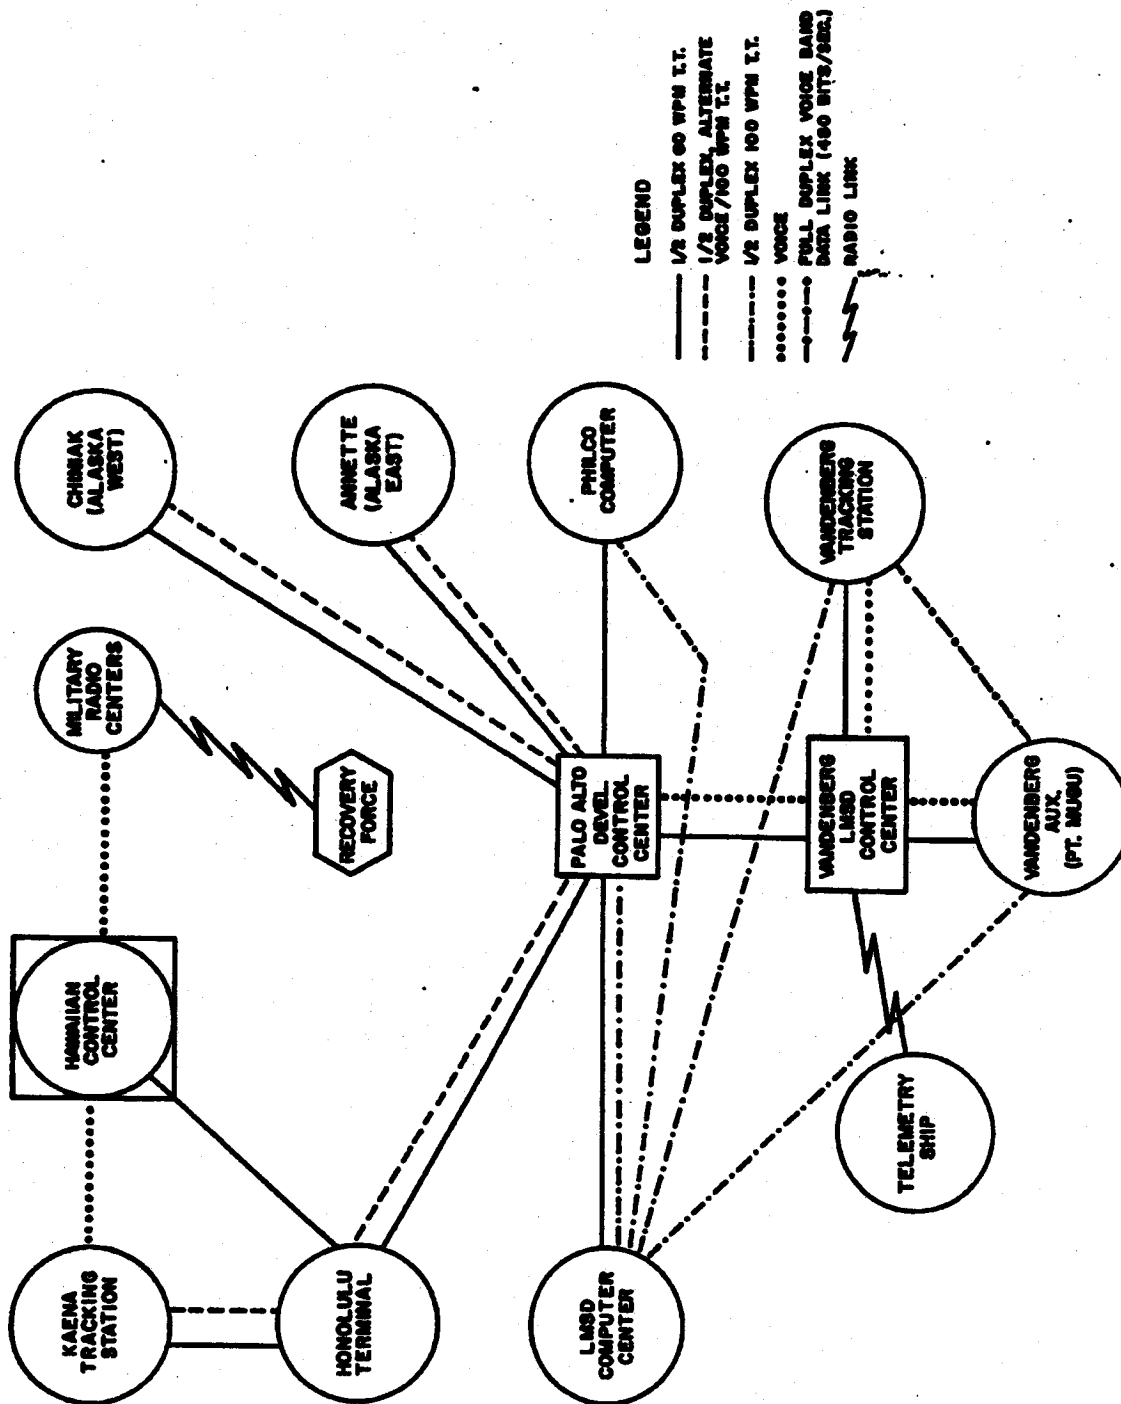 KAENA
TRACKING
STATION
HAWAIIAN
CONTROL
CENTER
MILITARY
RADIO
CENTERS
CHINIAK
(ALASKA
WEST)
HONOLULU
TERMINAL
RECOVERY
FORCE
ANNETTE
(ALASKA
EAST)
LMSD
COMPUTER
CENTER
PALO ALTO
DEVEL
CONTROL
CENTER
PHILCO
COMPUTER
TELEMETRY
SHIP
VANDENBERG
LMSD
CONTROL
CENTER
VANDENBERG
TRACKING
STATION
VANDENBERG
AUX.
(PT. MUGU)
LEGEND
1/2 DUPLEX 60 WPM T.T.
1/2 DUPLEX, ALTERNATE
VOICE/100 WPM T.T.
1/2 DUPLEX 100 WPM T.T.
VOICE
FULL DUPLEX VOICE BAND
DATA LINK (480 BITS/SEC.)
RADIO LINK